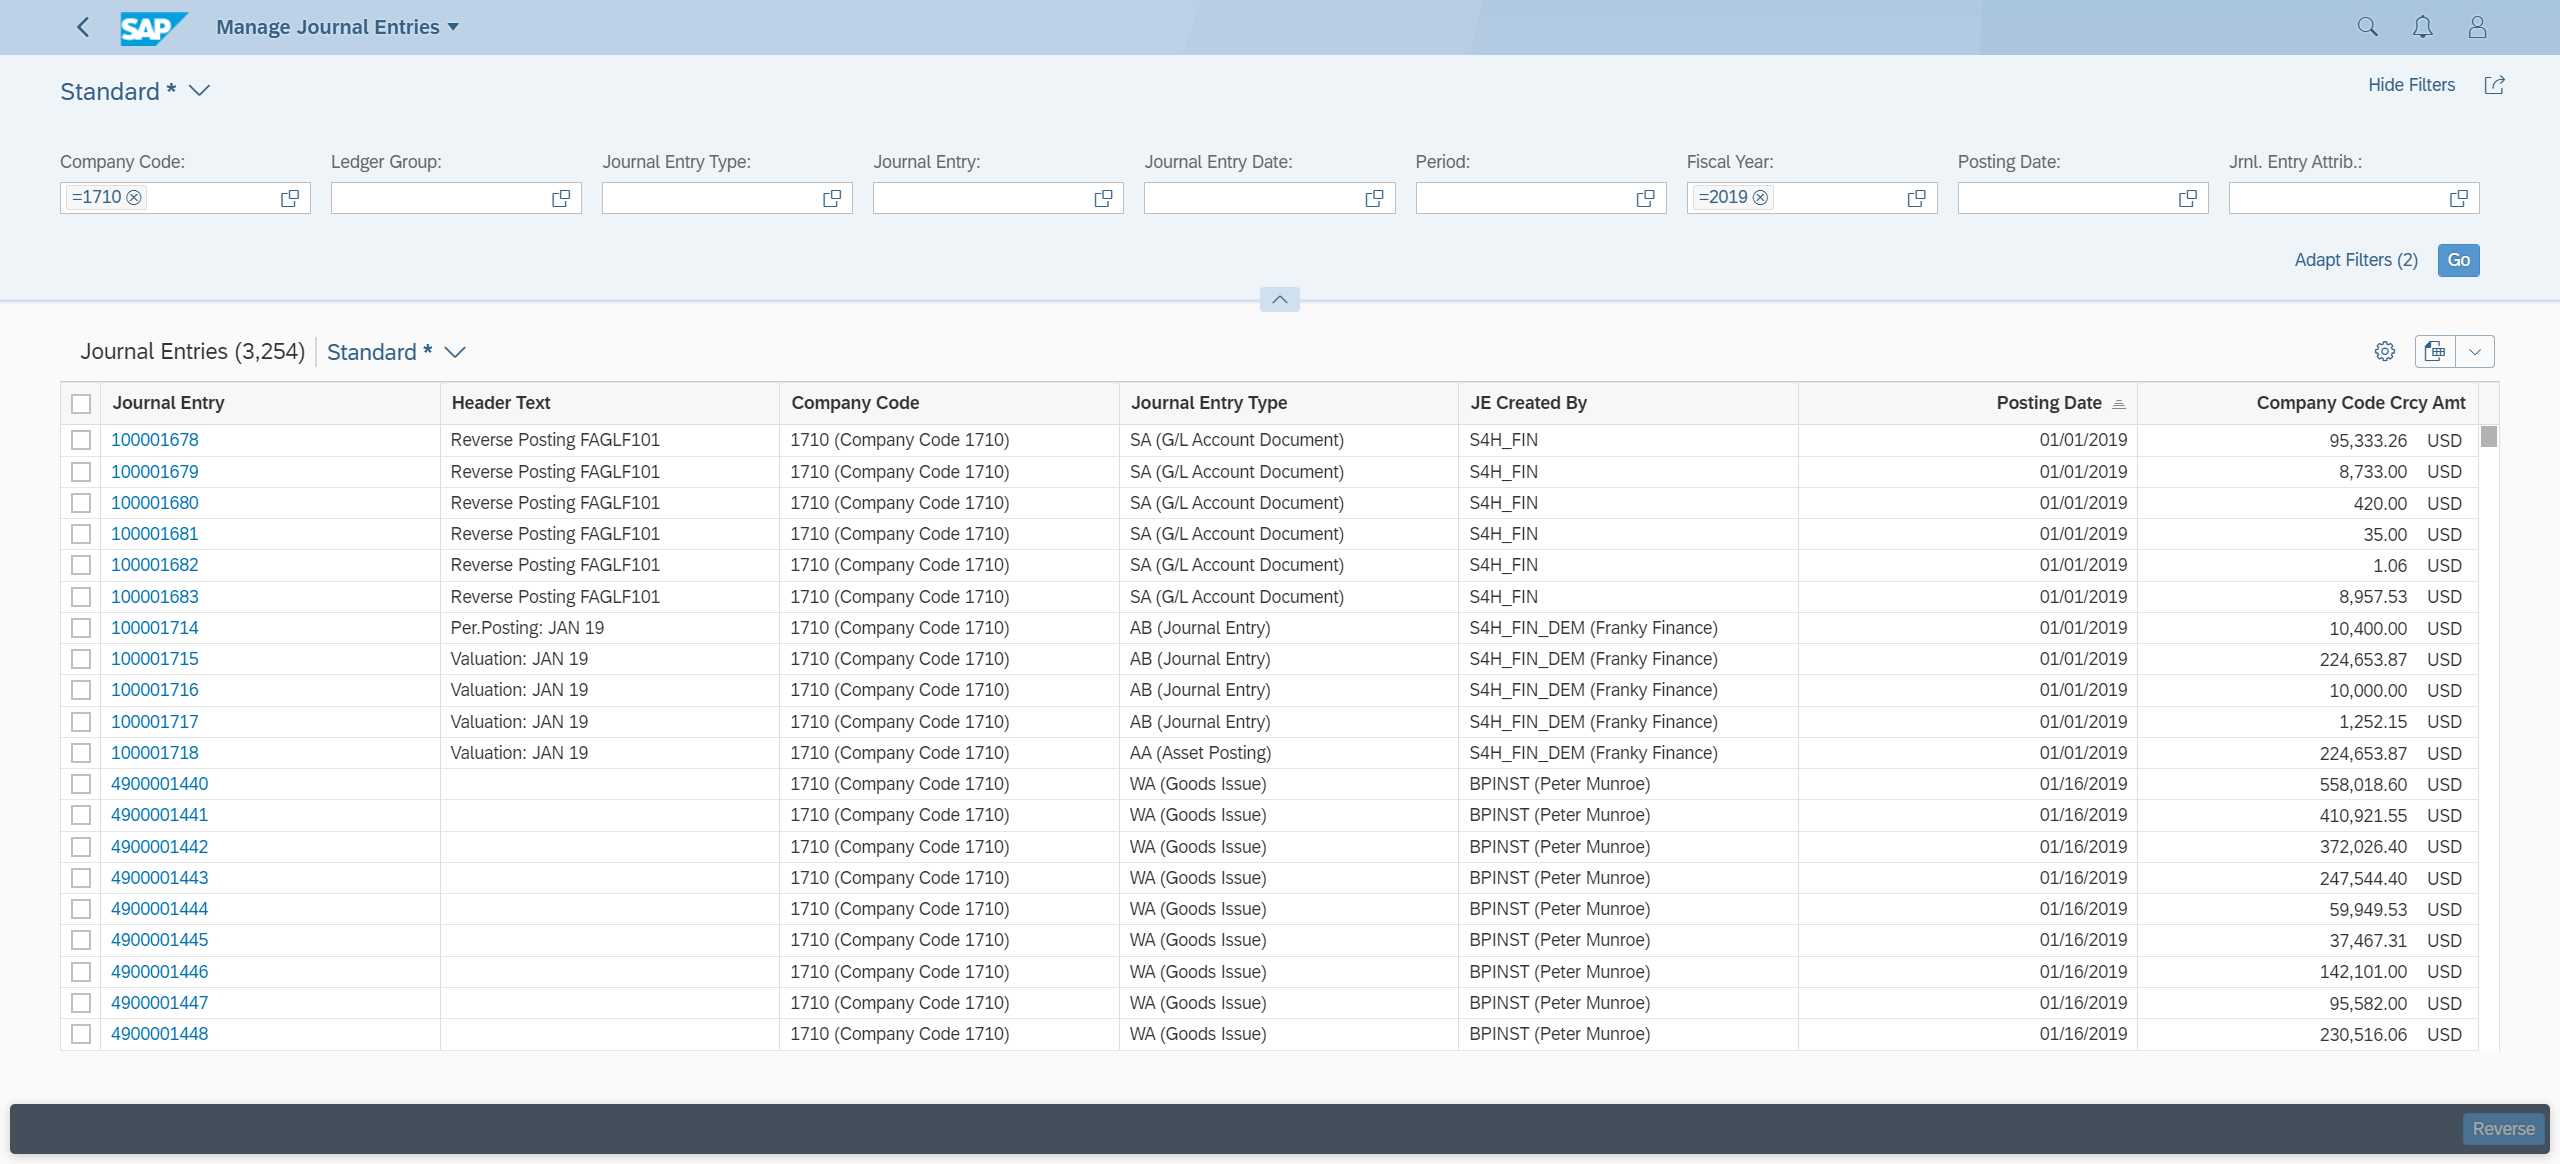 SAP Manage Journal Entries
Standard *
Hide Filters
Company Code: Ledger Group: Journal Entry Type: Journal Entry: Journal Entry Date: Period: Fiscal Year: Posting Date: Jrnl. Entry Attrib.:
=1710 =2019
Adapt Filters (2) Go
Journal Entries (3,254) Standard *
Journal Entry Header Text Company Code Journal Entry Type JE Created By Posting Date Company Code Crcy Amt
100001678 Reverse Posting FAGLF101 1710 (Company Code 1710) SA (G/L Account Document) S4H_FIN 01/01/2019 95,333.26 USD
100001679 Reverse Posting FAGLF101 1710 (Company Code 1710) SA (G/L Account Document) S4H_FIN 01/01/2019 8,733.00 USD
100001680 Reverse Posting FAGLF101 1710 (Company Code 1710) SA (G/L Account Document) S4H_FIN 01/01/2019 420.00 USD
100001681 Reverse Posting FAGLF101 1710 (Company Code 1710) SA (G/L Account Document) S4H_FIN 01/01/2019 35.00 USD
100001682 Reverse Posting FAGLF101 1710 (Company Code 1710) SA (G/L Account Document) S4H_FIN 01/01/2019 1.06 USD
100001683 Reverse Posting FAGLF101 1710 (Company Code 1710) SA (G/L Account Document) S4H_FIN 01/01/2019 8,957.53 USD
100001714 Per.Posting: JAN 19 1710 (Company Code 1710) AB (Journal Entry) S4H_FIN_DEM (Franky Finance) 01/01/2019 10,400.00 USD
100001715 Valuation: JAN 19 1710 (Company Code 1710) AB (Journal Entry) S4H_FIN_DEM (Franky Finance) 01/01/2019 224,653.87 USD
100001716 Valuation: JAN 19 1710 (Company Code 1710) AB (Journal Entry) S4H_FIN_DEM (Franky Finance) 01/01/2019 10,000.00 USD
100001717 Valuation: JAN 19 1710 (Company Code 1710) AB (Journal Entry) S4H_FIN_DEM (Franky Finance) 01/01/2019 1,252.15 USD
100001718 Valuation: JAN 19 1710 (Company Code 1710) AA (Asset Posting) S4H_FIN_DEM (Franky Finance) 01/01/2019 224,653.87 USD
4900001440 1710 (Company Code 1710) WA (Goods Issue) BPINST (Peter Munroe) 01/16/2019 558,018.60 USD
4900001441 1710 (Company Code 1710) WA (Goods Issue) BPINST (Peter Munroe) 01/16/2019 410,921.55 USD
4900001442 1710 (Company Code 1710) WA (Goods Issue) BPINST (Peter Munroe) 01/16/2019 372,026.40 USD
4900001443 1710 (Company Code 1710) WA (Goods Issue) BPINST (Peter Munroe) 01/16/2019 247,544.40 USD
4900001444 1710 (Company Code 1710) WA (Goods Issue) BPINST (Peter Munroe) 01/16/2019 59,949.53 USD
4900001445 1710 (Company Code 1710) WA (Goods Issue) BPINST (Peter Munroe) 01/16/2019 37,467.31 USD
4900001446 1710 (Company Code 1710) WA (Goods Issue) BPINST (Peter Munroe) 01/16/2019 142,101.00 USD
4900001447 1710 (Company Code 1710) WA (Goods Issue) BPINST (Peter Munroe) 01/16/2019 95,582.00 USD
4900001448 1710 (Company Code 1710) WA (Goods Issue) BPINST (Peter Munroe) 01/16/2019 230,516.06 USD
Reverse